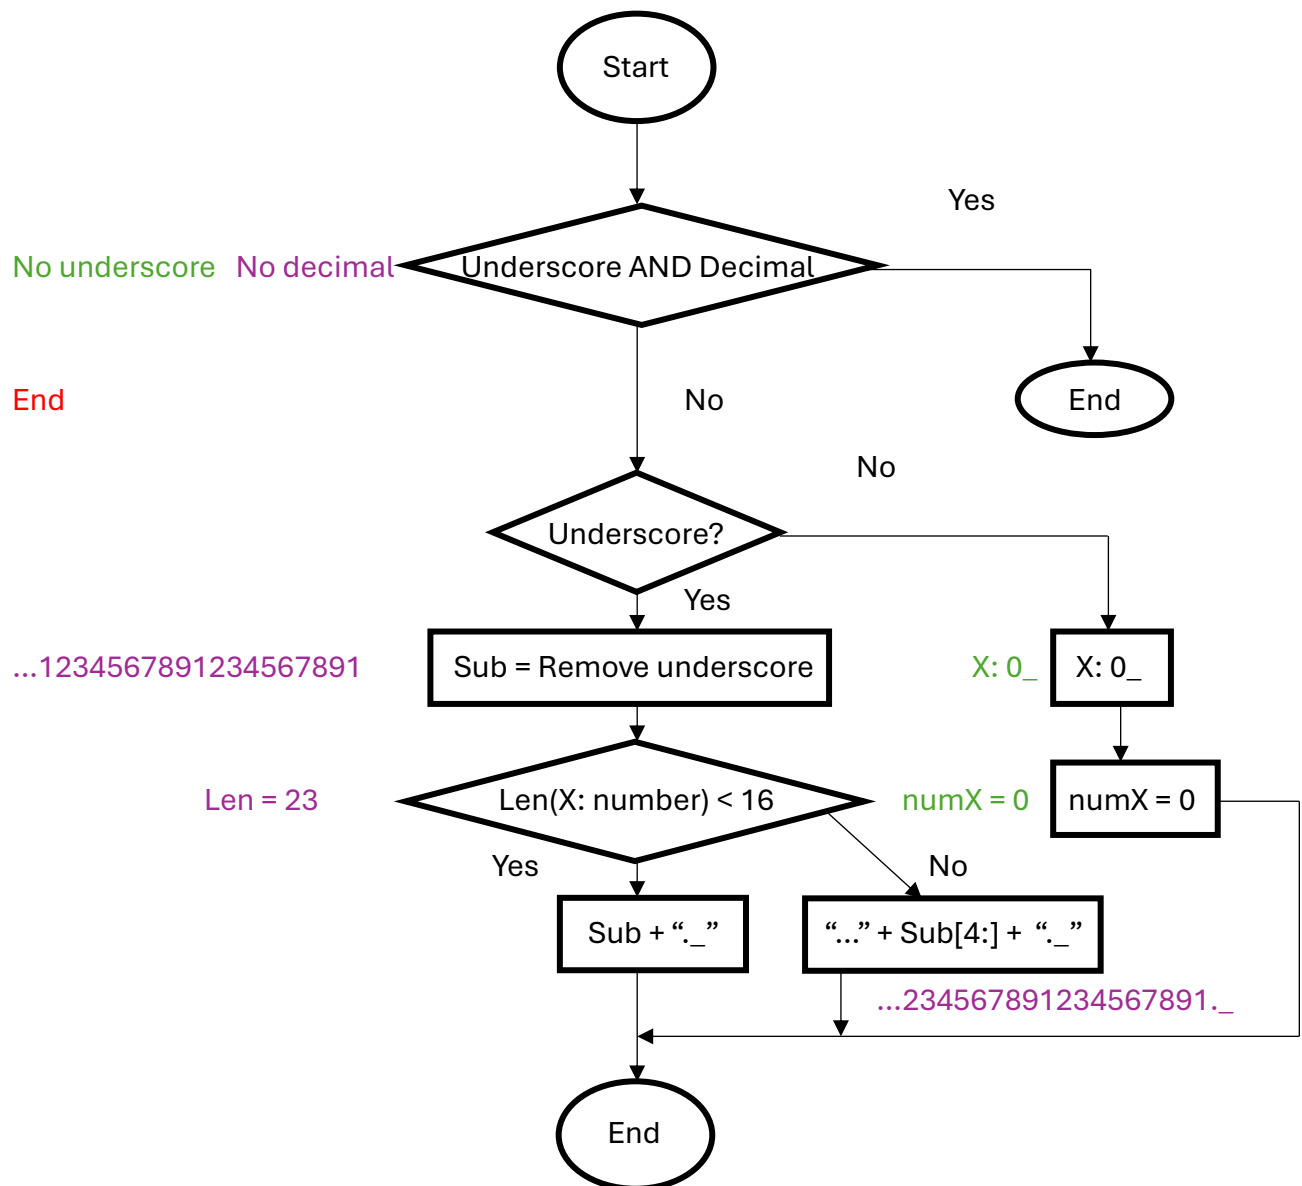 Start
Yes
No underscore No decimal Underscore AND Decimal
End No End
No
Underscore?
Yes
...1234567891234567891 Sub = Remove underscore X: 0_ X: 0_
Len = 23 Len(X: number) < 16 numX = 0 numX = 0
Yes No
Sub + “._” “...” + Sub[4:] + “._”
...234567891234567891._
End